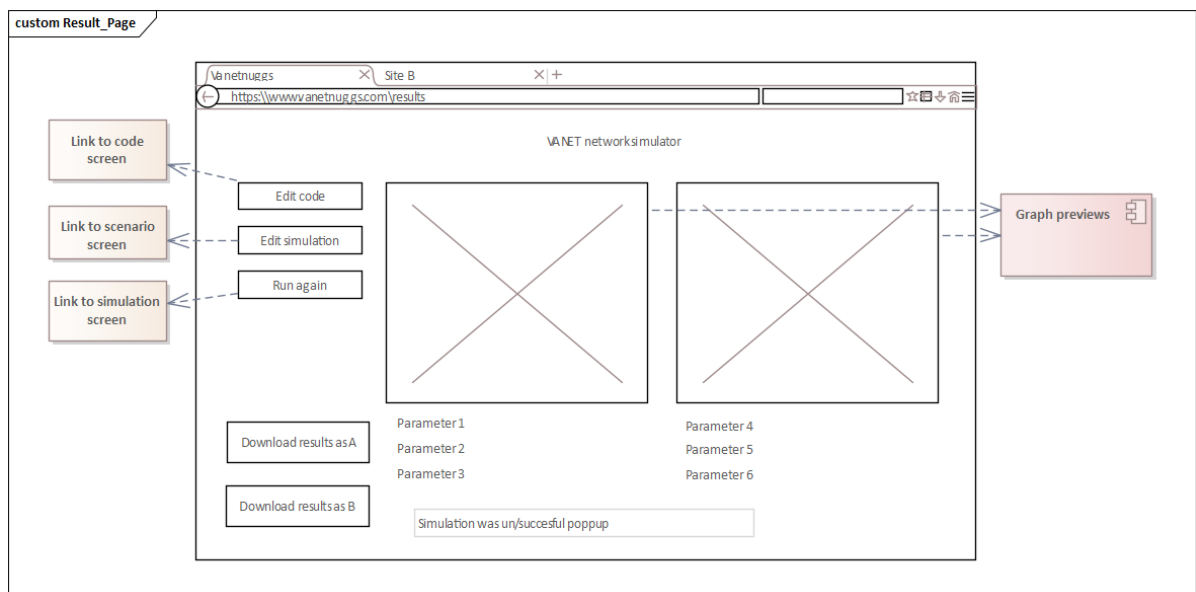 custom Result_Page
Vanetnuggs
Site B
https:\\www.vanetnuggs.com\results
VANET networksimulator
Link to code
screen
Edit code
Link to scenario
screen
Edit simulation
Link to simulation
screen
Run again
Graph previews
Download results as A
Download results as B
Parameter 1
Parameter 2
Parameter 3
Parameter 4
Parameter 5
Parameter 6
Simulation was un/succesful poppup